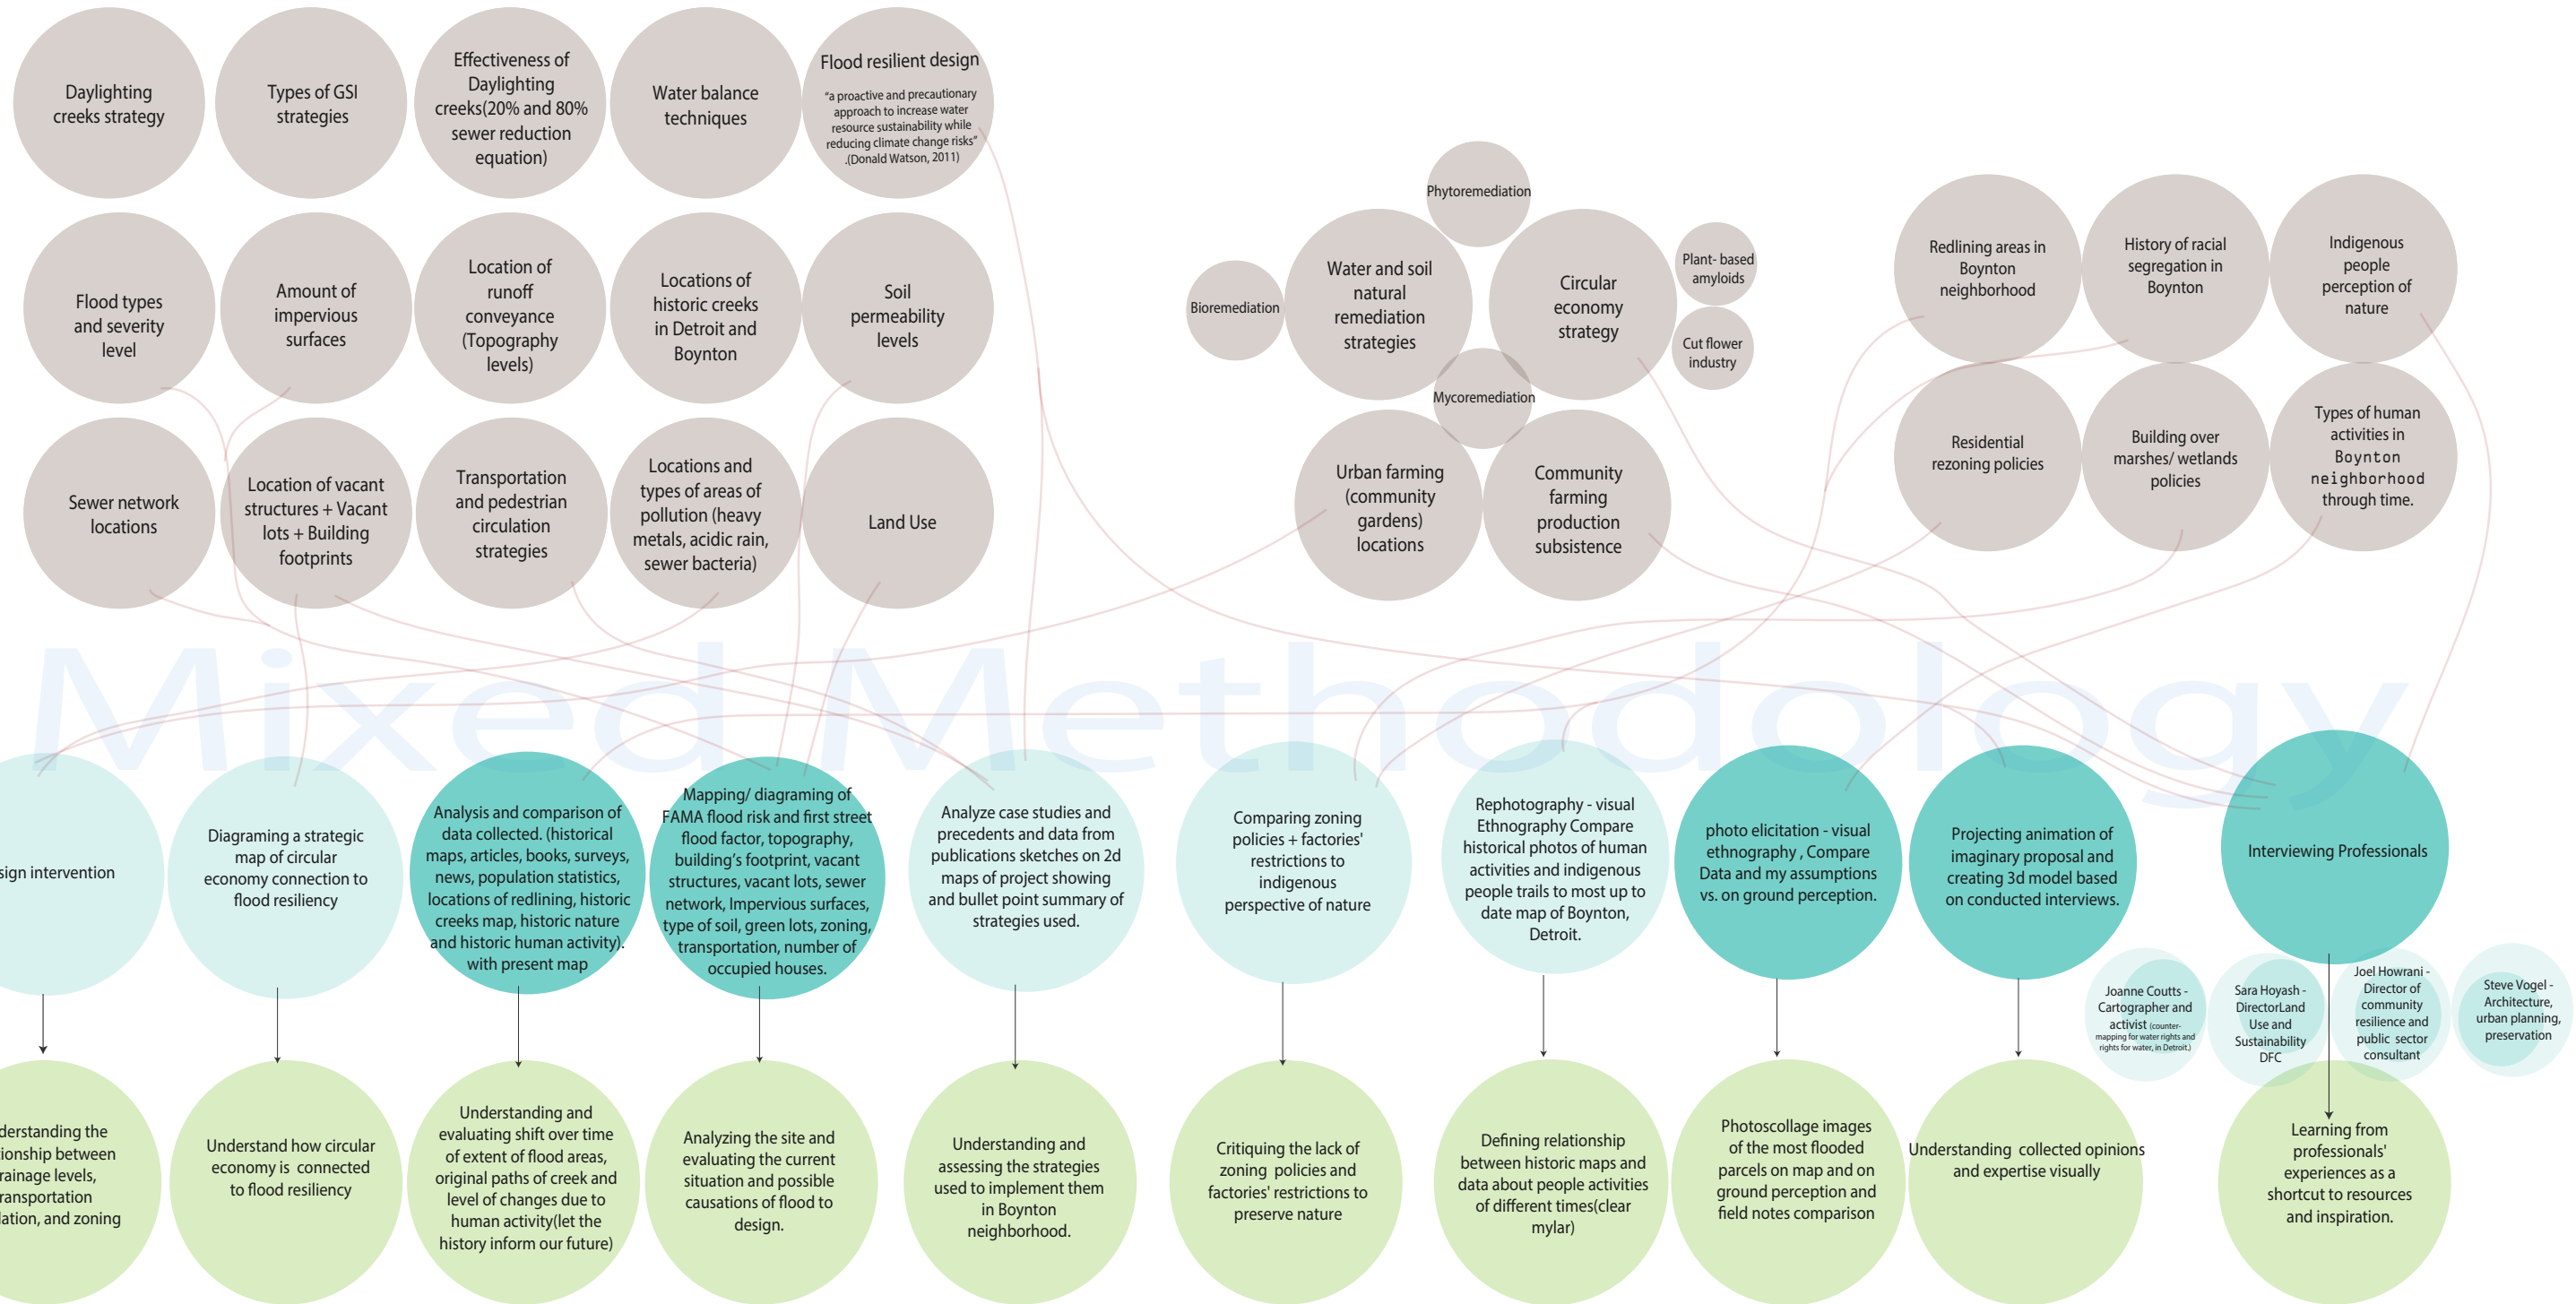 Daylighting
creeks strategy
Types of GSI
strategies
Effectiveness of
Daylighting
creeks(20% and 80%
sewer reduction
equation)
Water balance
techniques
Flood resilient design
"a proactive and precautionary
approach to increase water
resource sustainability while
reducing climate change risks"
.(Donald Watson, 2011)
Flood types
and severity
level
Amount of
impervious
surfaces
Location of
runoff
conveyance
(Topography
levels)
Locations of
historic creeks
in Detroit and
Boynton
Soil
permeability
levels
Sewer network
locations
Location of vacant
structures + Vacant
lots + Building
footprints
Transportation
and pedestrian
circulation
strategies
Locations and
types of areas of
pollution (heavy
metals, acidic rain,
sewer bacteria)
Land Use
Phytoremediation
Bioremediation
Water and soil
natural
remediation
strategies
Circular
economy
strategy
Plant- based
amyloids
Cut flower
industry
Mycoremediation
Urban farming
(community
gardens)
locations
Community
farming
production
subsistence
Redlining areas in
Boynton
neighborhood
History of racial
segregation in
Boynton
Indigenous
people
perception of
nature
Residential
rezoning policies
Building over
marshes/ wetlands
policies
Types of human
activities in
Boynton
neighborhood
through time.
Mixed Methodology
sign intervention
Diagraming a strategic
map of circular
economy connection to
flood resiliency
Analysis and comparison of
data collected. (historical
maps, articles, books, surveys,
news, population statistics,
locations of redlining, historic
creeks map, historic nature
and historic human activity).
with present map
Mapping/ diagraming of
FAMA flood risk and first street
flood factor, topography,
building's footprint, vacant
structures, vacant lots, sewer
network, Impervious surfaces,
type of soil, green lots, zoning,
transportation, number of
occupied houses.
Analyze case studies and
precedents and data from
publications sketches on 2d
maps of project showing
and bullet point summary of
strategies used.
Comparing zoning
policies + factories'
restrictions to
indigenous
perspective of nature
Rephotography - visual
Ethnography Compare
historical photos of human
activities and indigenous
people trails to most up to
date map of Boynton,
Detroit.
photo elicitation - visual
ethnography , Compare
Data and my assumptions
vs. on ground perception.
Projecting animation of
imaginary proposal and
creating 3d model based
on conducted interviews.
Interviewing Professionals
Joanne Coutts -
Cartographer and
activist (counter-
mapping for water rights and
rights for water, in Detroit.)
Sara Hoyash -
DirectorLand
Use and
Sustainability
DFC
Joel Howrani -
Director of
community
resilience and
public sector
consultant
Steve Vogel -
Architecture,
urban planning,
preservation
derstanding the
ionship between
rainage levels,
ransportation
lation, and zoning
Understand how circular
economy is connected
to flood resiliency
Understanding and
evaluating shift over time
of extent of flood areas,
original paths of creek and
level of changes due to
human activity(let the
history inform our future)
Analyzing the site and
evaluating the current
situation and possible
causations of flood to
design.
Understanding and
assessing the strategies
used to implement them
in Boynton
neighborhood.
Critiquing the lack of
zoning policies and
factories' restrictions to
preserve nature
Defining relationship
between historic maps and
data about people activities
of different times(clear
mylar)
Photoscollage images
of the most flooded
parcels on map and on
ground perception and
field notes comparison
Understanding collected opinions
and expertise visually
Learning from
professionals'
experiences as a
shortcut to resources
and inspiration.